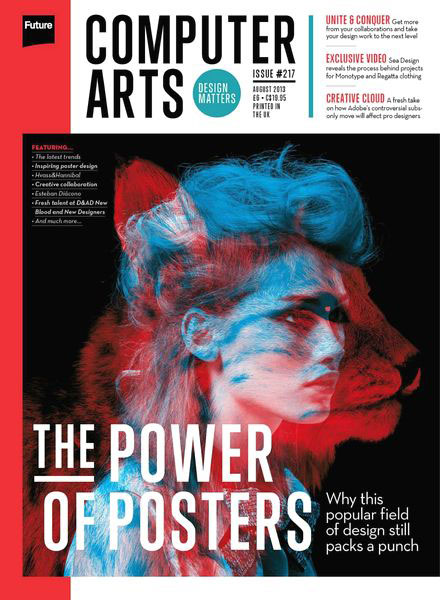 Future
COMPUTER
ARTS
DESIGN
MATTERS
ISSUE #217
AUGUST 2013
£6 • C$19.95
PRINTED IN
THE UK
UNITE & CONQUER Get more
from your collaborations and take
your design work to the next level
EXCLUSIVE VIDEO Sea Design
reveals the process behind projects
for Monotype and Regatta clothing
CREATIVE CLOUD A fresh take
on how Adobe's controversial subs-
only move will affect pro designers
FEATURING...
• The latest trends
• Inspiring poster design
• Hvass&Hannibal
• Creative collaboration
• Esteban Diácono
• Fresh talent at D&AD New
Blood and New Designers
• And much more...
THE POWER
OF POSTERS
Why this
popular field
of design still
packs a punch